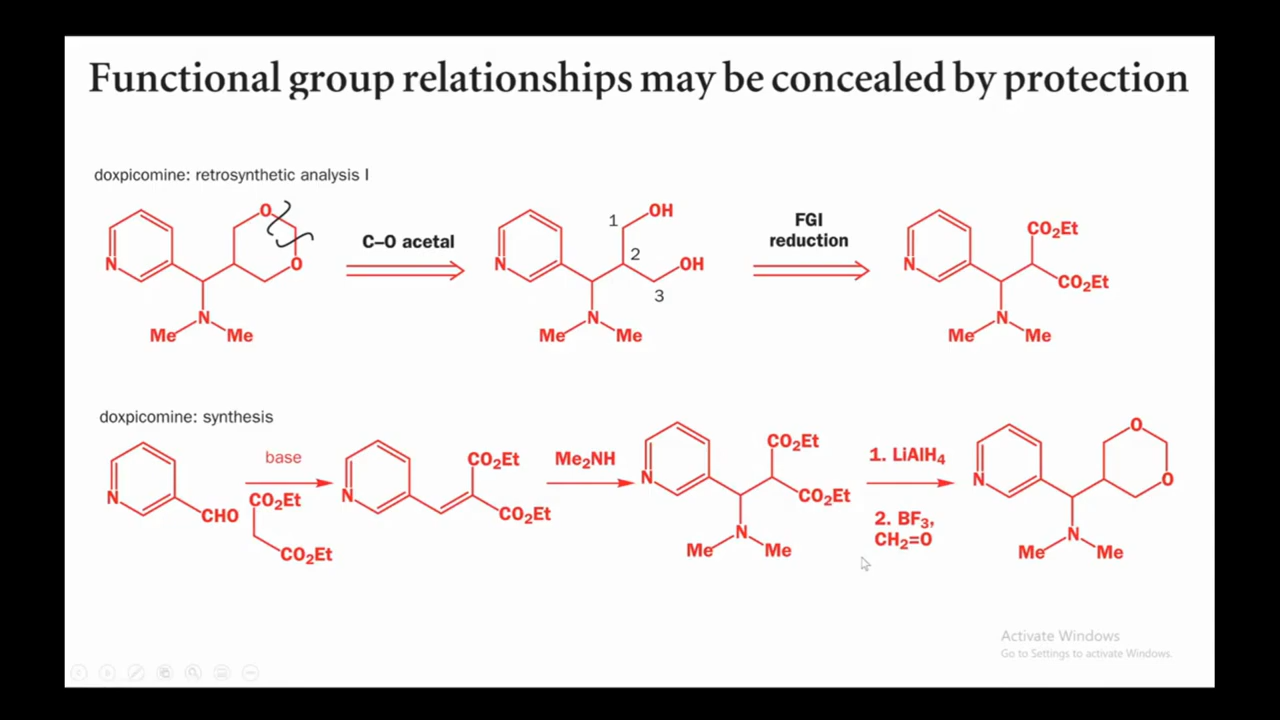 Functional group relationships may be concealed by protection
doxpicomine: retrosynthetic analysis I
O
O
N
N
Me
Me
C–O acetal
1
OH
2
OH
3
N
N
Me
Me
FGI
reduction
CO2Et
CO2Et
N
N
Me
Me
doxpicomine: synthesis
N
CHO
base
CO2Et
CO2Et
N
CO2Et
CO2Et
Me2NH
N
CO2Et
CO2Et
N
Me
Me
1. LiAlH4
2. BF3,
CH2=O
O
O
N
N
Me
Me
Activate Windows
Go to Settings to activate Windows.